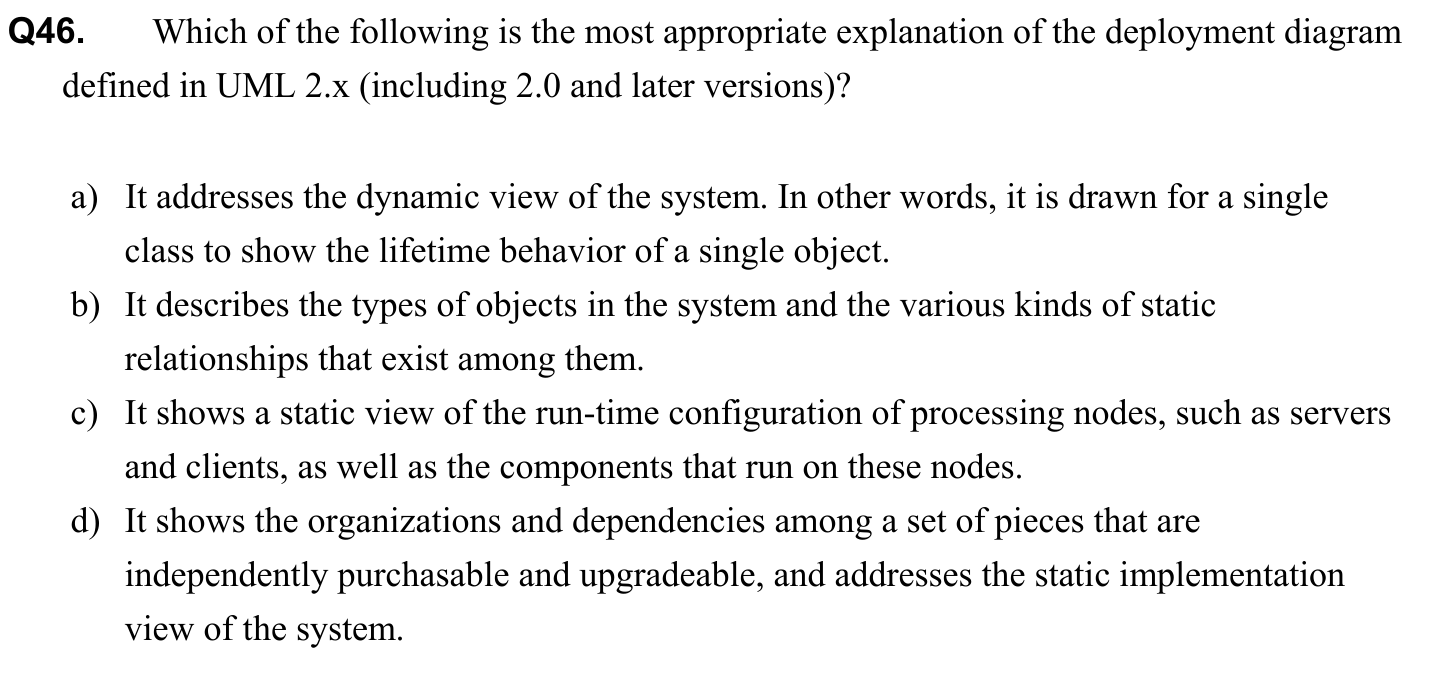 Q46. Which of the following is the most appropriate explanation of the deployment diagram
defined in UML 2.x (including 2.0 and later versions)?
a) It addresses the dynamic view of the system. In other words, it is drawn for a single
class to show the lifetime behavior of a single object.
b) It describes the types of objects in the system and the various kinds of static
relationships that exist among them.
c) It shows a static view of the run-time configuration of processing nodes, such as servers
and clients, as well as the components that run on these nodes.
d) It shows the organizations and dependencies among a set of pieces that are
independently purchasable and upgradeable, and addresses the static implementation
view of the system.